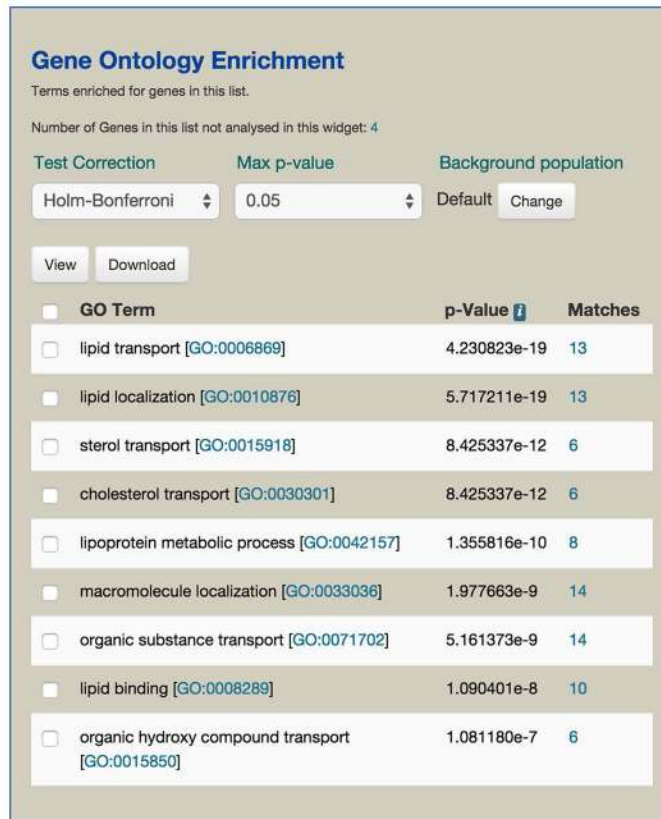 Gene Ontology Enrichment
Terms enriched for genes in this list.
Number of Genes in this list not analysed in this widget: 4
Test Correction Max p-value Background population
Holm-Bonferroni 0.05 Default Change
View Download
GO Term p-Value i Matches
lipid transport [GO:0006869] 4.230823e-19 13
lipid localization [GO:0010876] 5.717211e-19 13
sterol transport [GO:0015918] 8.425337e-12 6
cholesterol transport [GO:0030301] 8.425337e-12 6
lipoprotein metabolic process [GO:0042157] 1.355816e-10 8
macromolecule localization [GO:0033036] 1.977663e-9 14
organic substance transport [GO:0071702] 5.161373e-9 14
lipid binding [GO:0008289] 1.090401e-8 10
organic hydroxy compound transport 1.081180e-7 6
[GO:0015850]